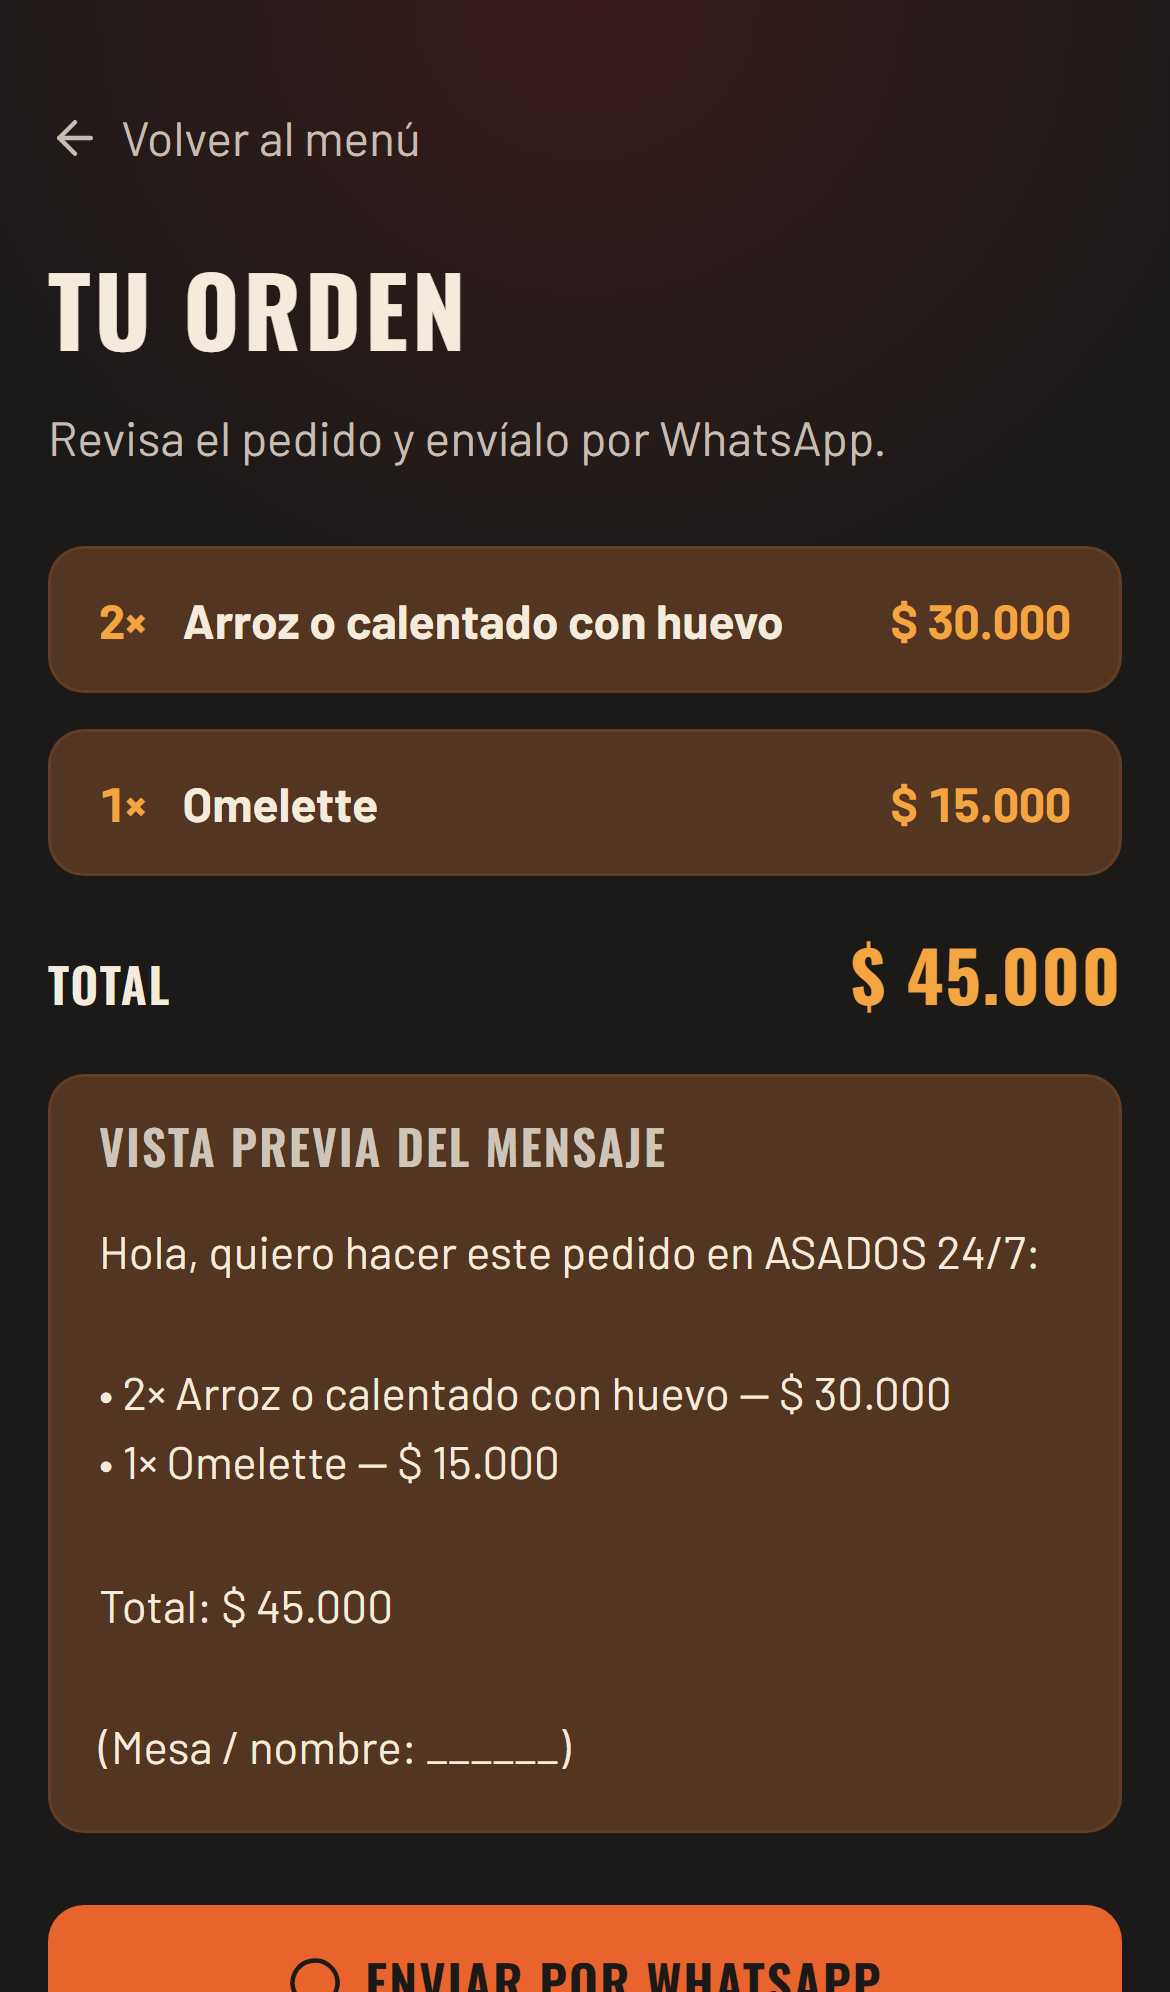 ← Volver al menú
TU ORDEN
Revisa el pedido y envíalo por WhatsApp.
2× Arroz o calentado con huevo $ 30.000
1× Omelette $ 15.000
TOTAL $ 45.000
VISTA PREVIA DEL MENSAJE
Hola, quiero hacer este pedido en ASADOS 24/7:
• 2× Arroz o calentado con huevo — $ 30.000
• 1× Omelette — $ 15.000
Total: $ 45.000
(Mesa / nombre: ______)
ENVIAR POR WHATSAPP